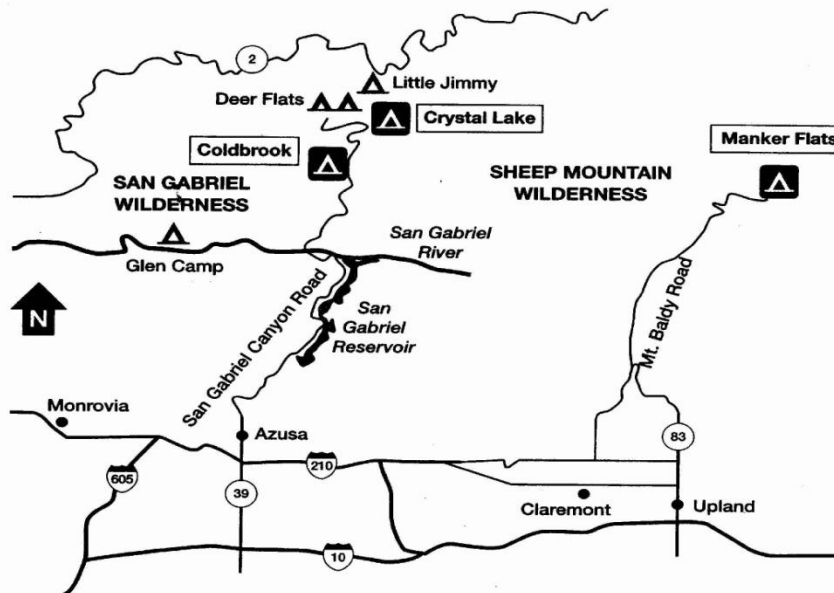 2
Little Jimmy
Deer Flats
Crystal Lake
Coldbrook
Manker Flats
SAN GABRIEL
WILDERNESS
SHEEP MOUNTAIN
WILDERNESS
San Gabriel
River
Glen Camp
N
San Gabriel Canyon Road
San
Gabriel
Reservoir
Mt. Baldy Road
Monrovia
Azusa
83
605
39
210
Claremont
Upland
10